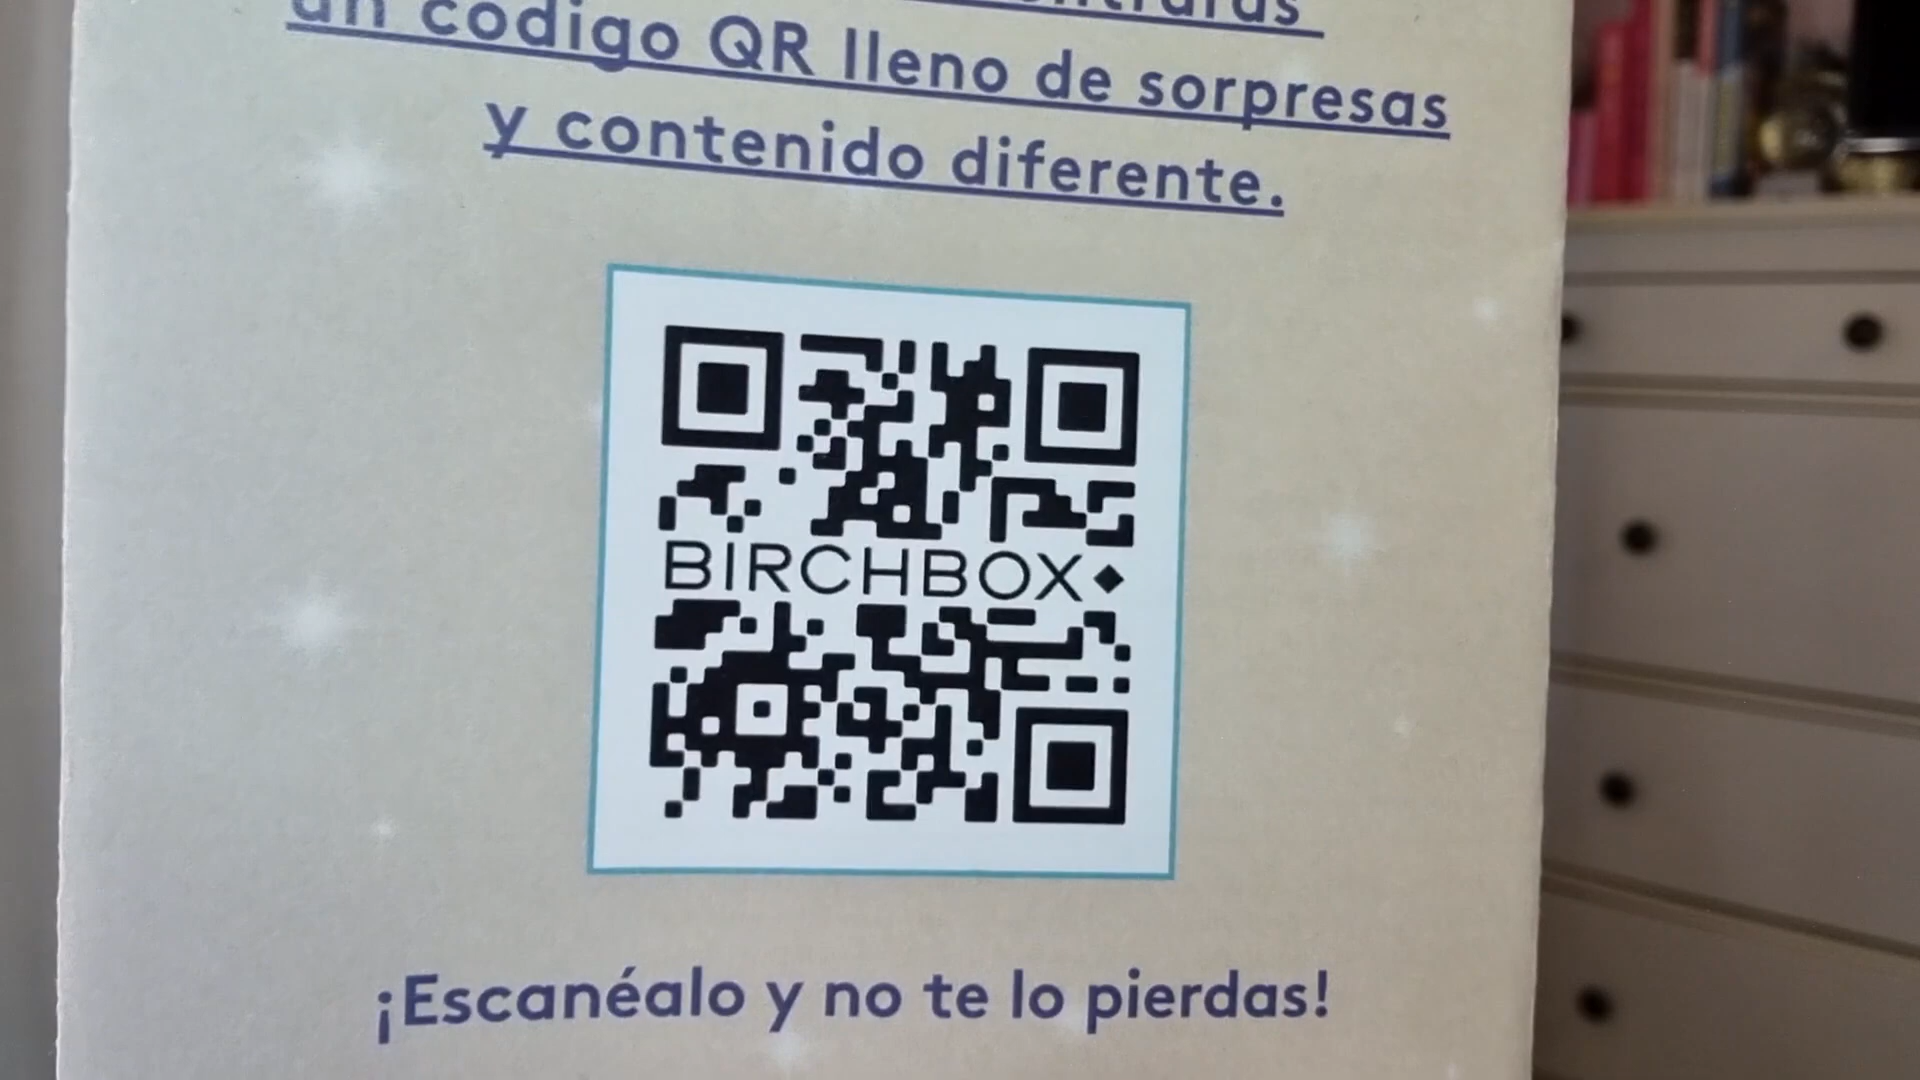 un código QR lleno de sorpresas
y contenido diferente.
BIRCHBOX
¡Escanéalo y no te lo pierdas!